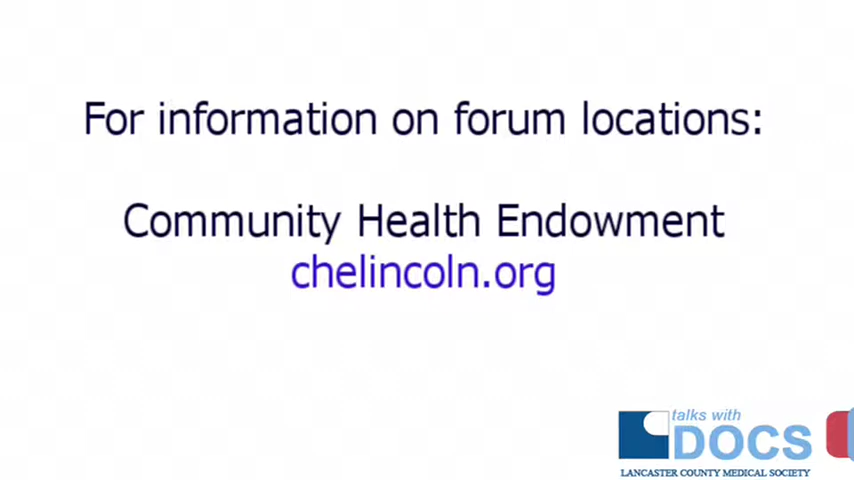 For information on forum locations:
Community Health Endowment
chelincoln.org
talks with
DOCS
LANCASTER COUNTY MEDICAL SOCIETY